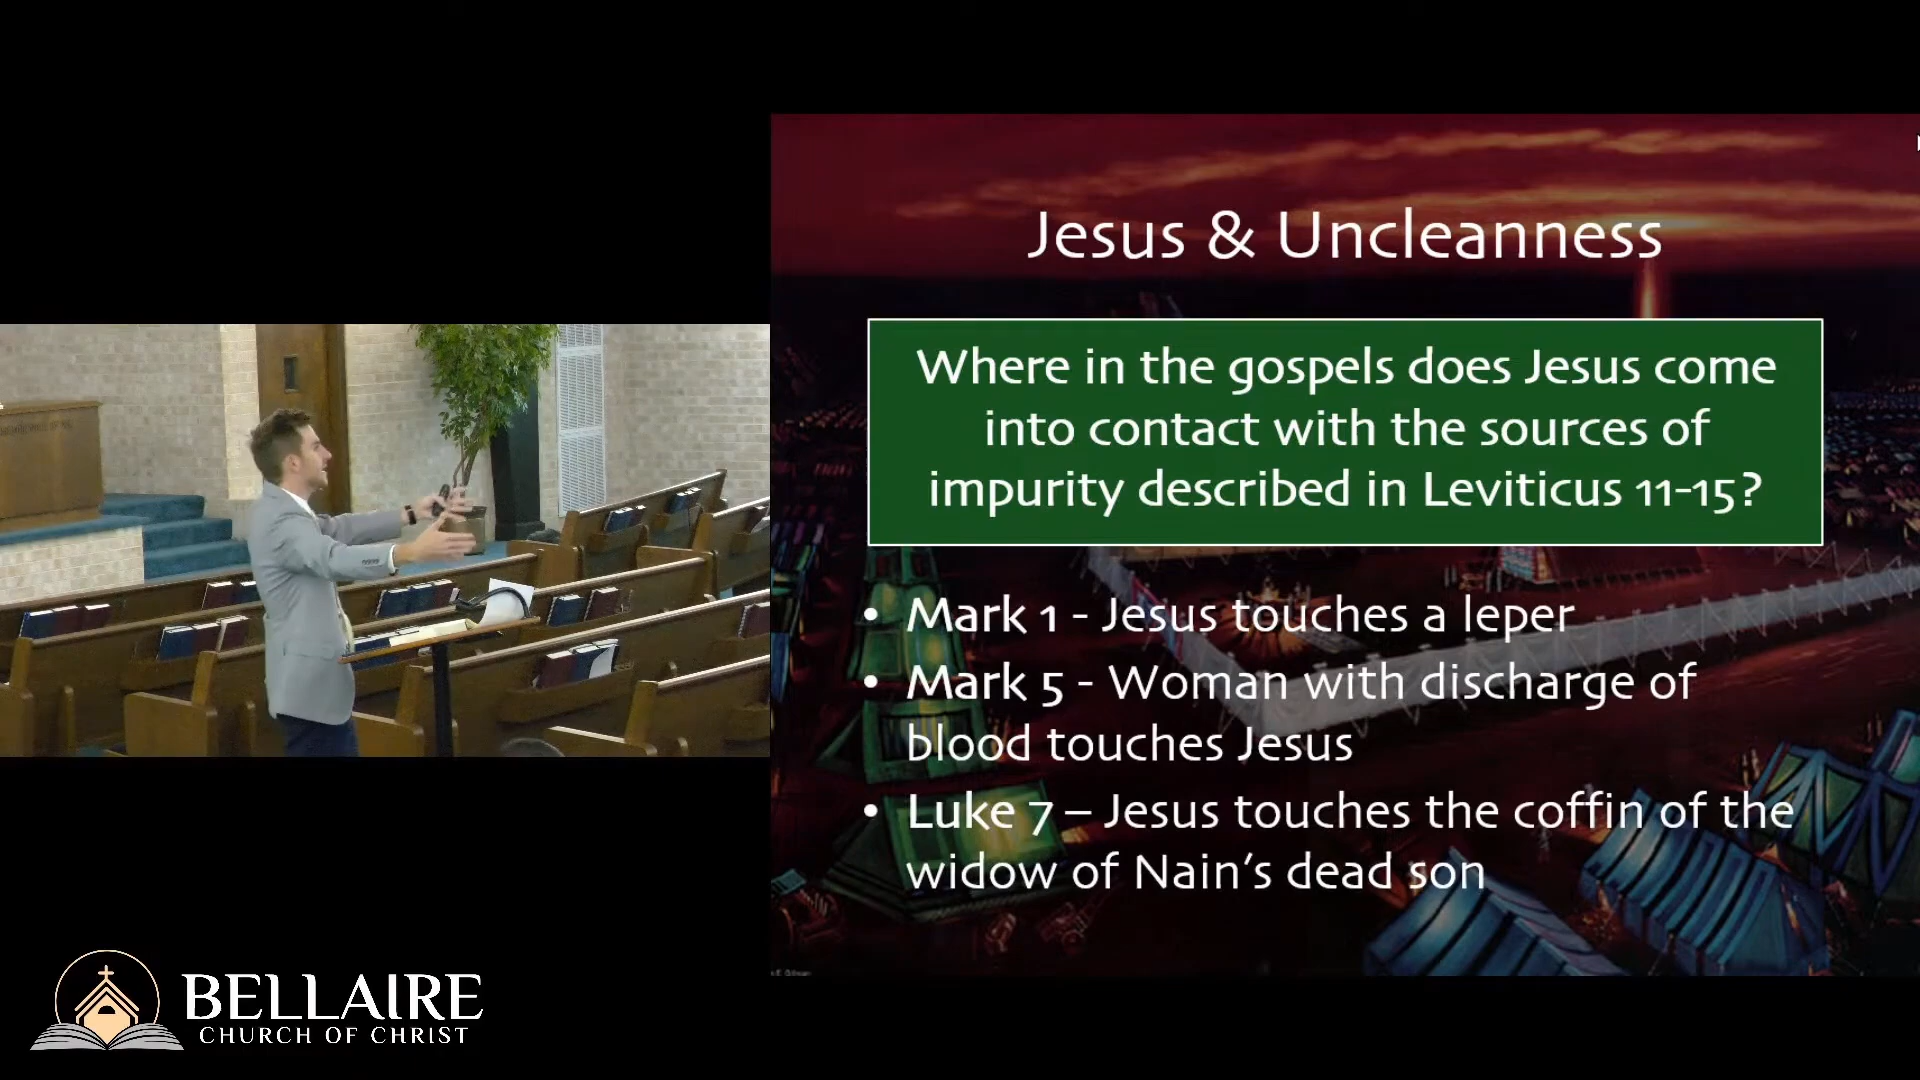 Jesus & Uncleanness
Where in the gospels does Jesus come
into contact with the sources of
impurity described in Leviticus 11-15?
• Mark 1 - Jesus touches a leper
• Mark 5 - Woman with discharge of
blood touches Jesus
• Luke 7 – Jesus touches the coffin of the
widow of Nain’s dead son
BELLAIRE
CHURCH OF CHRIST